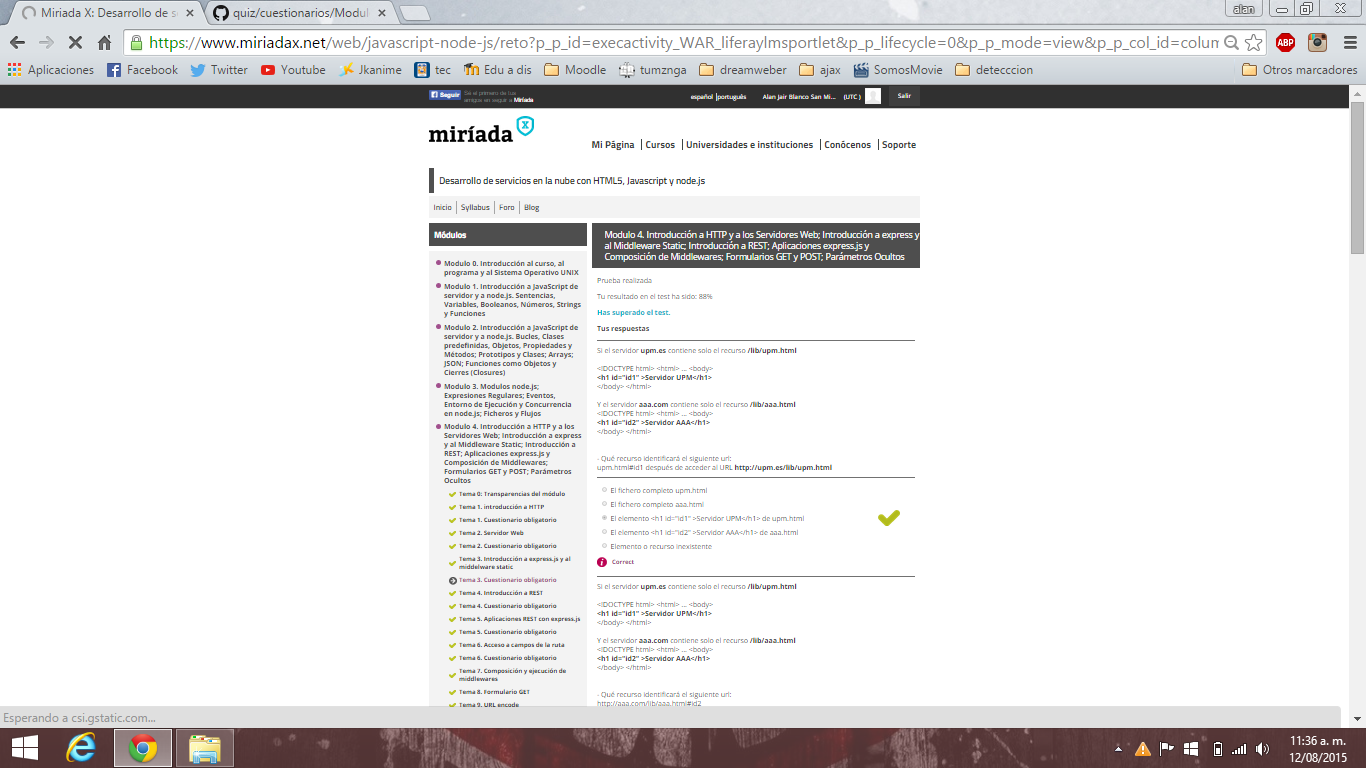 Miriada X: Desarrollo de se
quiz/cuestionarios/Modul
alan
https://www.miriadax.net/web/javascript-node-js/reto?p_p_id=execactivity_WAR_liferaylmsportlet&p_p_lifecycle=0&p_p_mode=view&p_p_col_id=colum
ABP
Aplicaciones
Facebook
Twitter
Youtube
Jkanime
tec
Edu a dis
Moodle
tumznga
dreamweber
ajax
SomosMovie
detecccion
Otros marcadores
Seguir
Sé el primero de tus
amigos en seguir a Miríada
español |portugués
Alan Jair Blanco San Mi...
(UTC )
Salir
miríada X
Mi Página | Cursos | Universidades e instituciones | Conócenos | Soporte
Desarrollo de servicios en la nube con HTML5, Javascript y node.js
Inicio | Syllabus | Foro | Blog
Módulos
Modulo 0. Introducción al curso, al
programa y al Sistema Operativo UNIX
Modulo 1. Introducción a JavaScript de
servidor y a node.js. Sentencias,
Variables, Booleanos, Números, Strings
y Funciones
Modulo 2. Introducción a JavaScript de
servidor y a node.js. Bucles, Clases
predefinidas, Objetos, Propiedades y
Métodos; Prototipos y Clases; Arrays;
JSON; Funciones como Objetos y
Cierres (Closures)
Modulo 3. Modulos node.js;
Expresiones Regulares; Eventos,
Entorno de Ejecución y Concurrencia
en node.js; Ficheros y Flujos
Modulo 4. Introducción a HTTP y a los
Servidores Web; Introducción a express
y al Middleware Static; Introducción a
REST; Aplicaciones express.js y
Composición de Middlewares;
Formularios GET y POST; Parámetros
Ocultos
Tema 0: Transparencias del módulo
Tema 1. introducción a HTTP
Tema 1. Cuestionario obligatorio
Tema 2. Servidor Web
Tema 2. Cuestionario obligatorio
Tema 3. Introducción a express.js y al
middelware static
Tema 3. Cuestionario obligatorio
Tema 4. Introducción a REST
Tema 4. Cuestionario obligatorio
Tema 5. Aplicaciones REST con express.js
Tema 5. Cuestionario obligatorio
Tema 6. Acceso a campos de la ruta
Tema 6. Cuestionario obligatorio
Tema 7. Composición y ejecución de
middlewares
Tema 8. Formulario GET
Tema 9. URL encode
Modulo 4. Introducción a HTTP y a los Servidores Web; Introducción a express y
al Middleware Static; Introducción a REST; Aplicaciones express.js y
Composición de Middlewares; Formularios GET y POST; Parámetros Ocultos
Prueba realizada
Tu resultado en el test ha sido: 88%
Has superado el test.
Tus respuestas
Si el servidor upm.es contiene solo el recurso /lib/upm.html
<!DOCTYPE html> <html> ... <body>
<h1 id="id1" >Servidor UPM</h1>
</body> </html>
Y el servidor aaa.com contiene solo el recurso /lib/aaa.html
<!DOCTYPE html> <html> ... <body>
<h1 id="id2" >Servidor AAA</h1>
</body> </html>
- Qué recurso identificará el siguiente url:
upm.html#id1 después de acceder al URL http://upm.es/lib/upm.html
El fichero completo upm.html
El fichero completo aaa.html
El elemento <h1 id="id1" >Servidor UPM</h1> de upm.html
El elemento <h1 id="id2" >Servidor AAA</h1> de aaa.html
Elemento o recurso inexistente
Correct
Si el servidor upm.es contiene solo el recurso /lib/upm.html
<!DOCTYPE html> <html> ... <body>
<h1 id="id1" >Servidor UPM</h1>
</body> </html>
Y el servidor aaa.com contiene solo el recurso /lib/aaa.html
<!DOCTYPE html> <html> ... <body>
<h1 id="id2" >Servidor AAA</h1>
</body> </html>
- Qué recurso identificará el siguiente url:
http://aaa.com/lib/aaa.html#id2
Esperando a csi.gstatic.com...
11:36 a. m.
12/08/2015